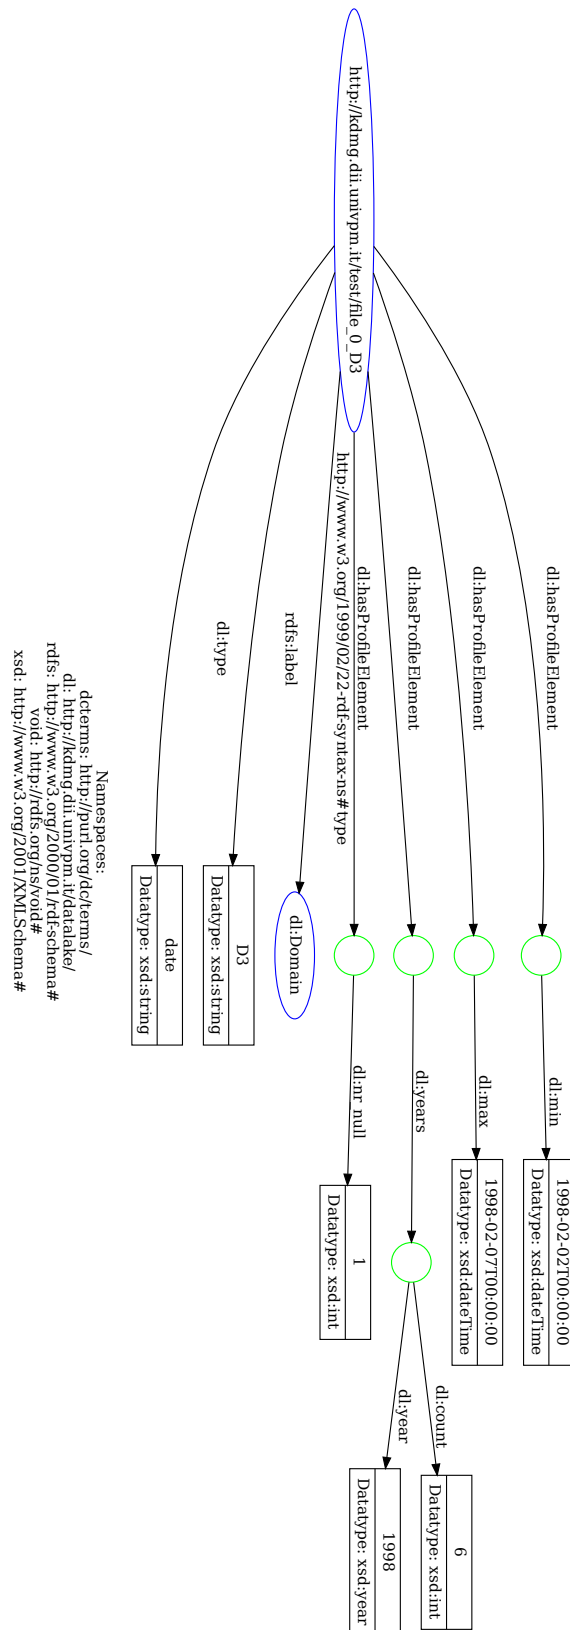 http://kdmg.dii.univpm.it/test/file_0_D3
dl:hasProfileElement
dl:hasProfileElement
dl:hasProfileElement
dl:hasProfileElement
http://www.w3.org/1999/02/22-rdf-syntax-ns#type
rdfs:label
dl:type
dl:min
1998-02-02T00:00:00
Datatype: xsd:dateTime
dl:max
1998-02-07T00:00:00
Datatype: xsd:dateTime
dl:years
dl:count
6
Datatype: xsd:int
dl:year
1998
Datatype: xsd:year
dl:nr_null
1
Datatype: xsd:int
dl:Domain
D3
Datatype: xsd:string
date
Datatype: xsd:string
Namespaces:
dcterms: http://purl.org/dc/terms/
dl: http://kdmg.dii.univpm.it/datalake/
rdfs: http://www.w3.org/2000/01/rdf-schema#
void: http://rdfs.org/ns/void#
xsd: http://www.w3.org/2001/XMLSchema#